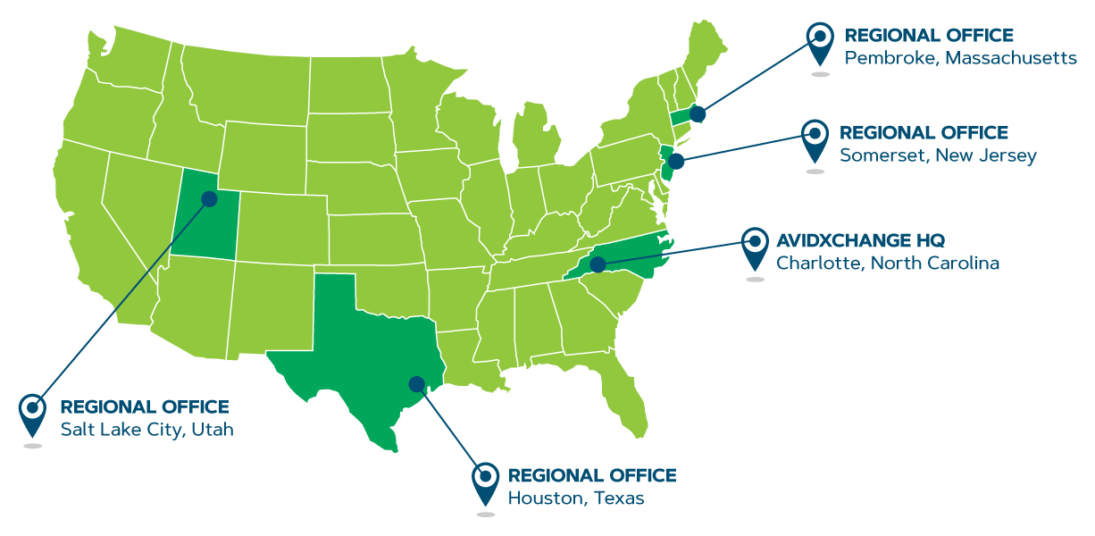 REGIONAL OFFICE
Pembroke, Massachusetts
REGIONAL OFFICE
Somerset, New Jersey
AVIDXCHANGE HQ
Charlotte, North Carolina
REGIONAL OFFICE
Salt Lake City, Utah
REGIONAL OFFICE
Houston, Texas